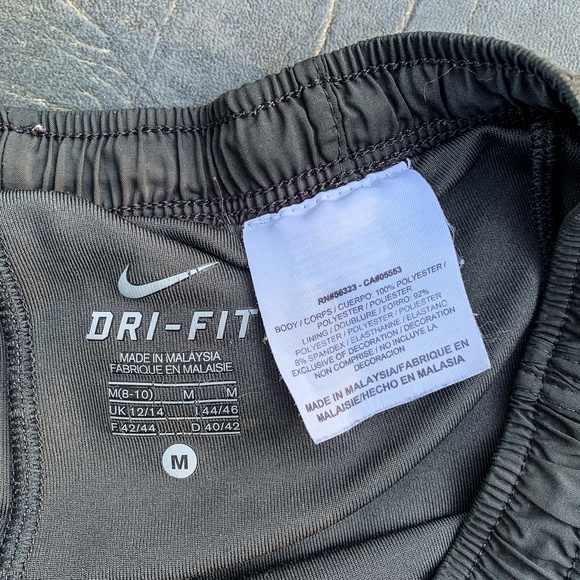 DRI-FIT
MADE IN MALAYSIA
FABRIQUE EN MALAISIE
M(8-10) M M
UK 12/14 I 44/46
F 42/44 D 40/42
M
RN#56323 - CA#05553
BODY / CORPS / CUERPO: 100% POLYESTER /
POLYESTER / POLIESTER
LINING / DOUBLURE / FORRO: 92%
POLYESTER / POLYESTER / POLIESTER
8% SPANDEX / ELASTHANNE / ELASTANO
EXCLUSIVE OF DECORATION / DECORATION
NON COMPRISE / NO INCLUYE LA
DECORACION
MADE IN MALAYSIA/FABRIQUE EN
MALAISIE/HECHO EN MALASIA